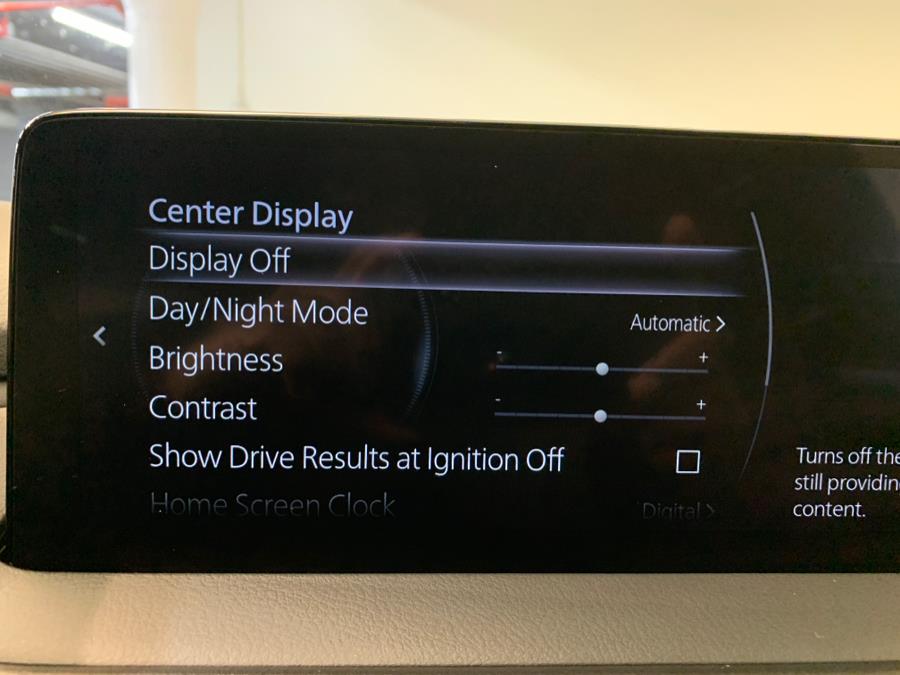 Center Display
Display Off
Day/Night Mode Automatic >
Brightness - +
Contrast - +
Show Drive Results at Ignition Off
Home Screen Clock Digital >
Turns off the
still providin
content.